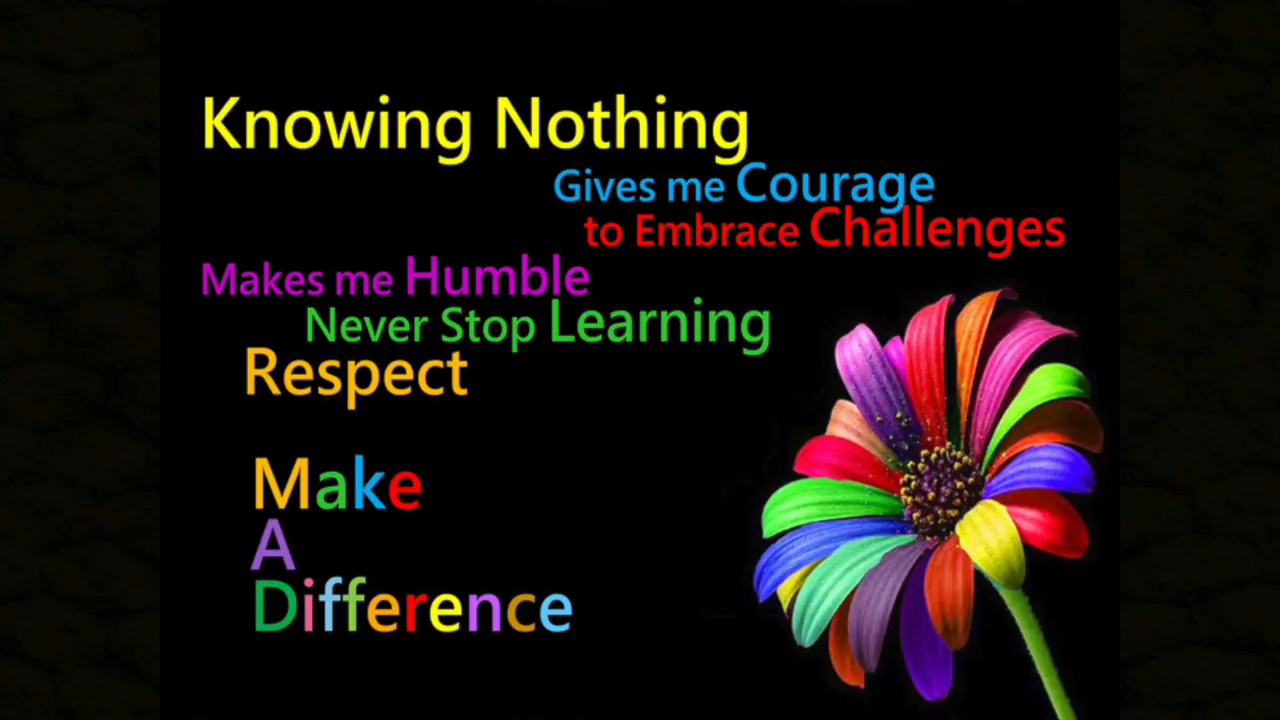 Knowing Nothing
Gives me Courage
to Embrace Challenges
Makes me Humble
Never Stop Learning
Respect
Make
A
Difference